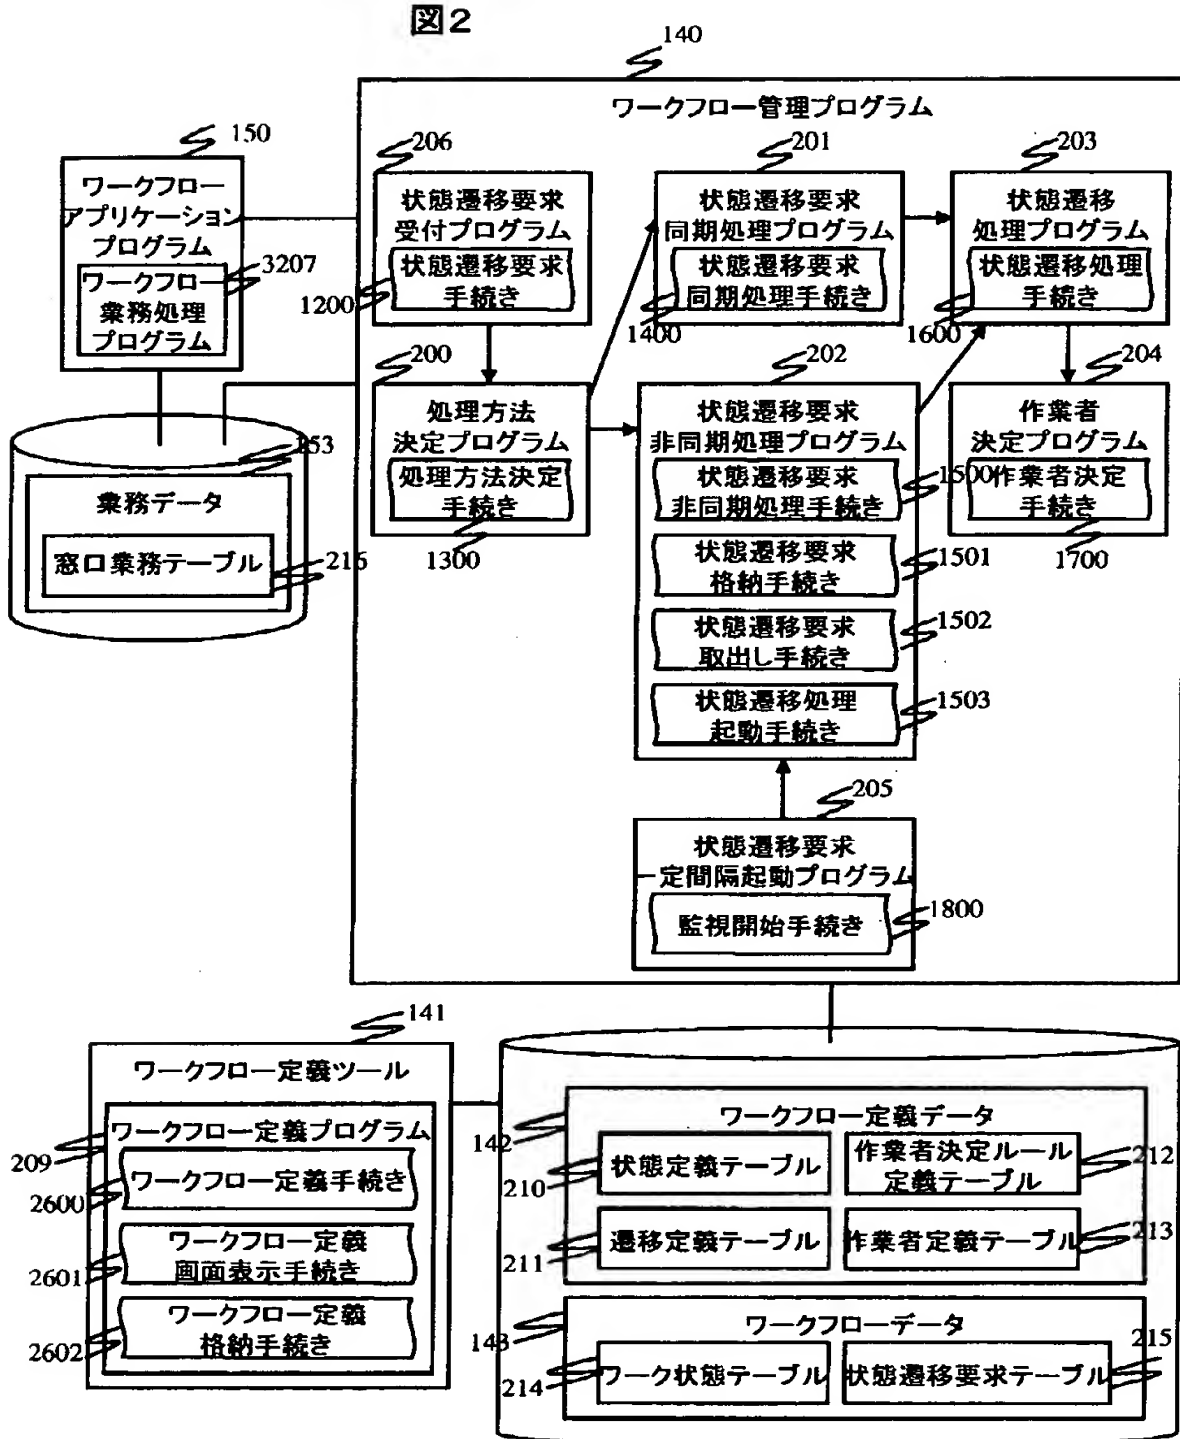 図2
140
ワークフロー管理プログラム
150
ワークフロー
アプリケーション
プログラム
3207
ワークフロー
業務処理
プログラム
206
状態遷移要求
受付プログラム
状態遷移要求
手続き
1200
201
状態遷移要求
同期処理プログラム
状態遷移要求
同期処理手続き
1400
203
状態遷移
処理プログラム
状態遷移処理
手続き
1600
200
処理方法
決定プログラム
処理方法決定
手続き
1300
202
状態遷移要求
非同期処理プログラム
状態遷移要求
非同期処理手続き
1500
状態遷移要求
格納手続き
1501
状態遷移要求
取出し手続き
1502
状態遷移処理
起動手続き
1503
204
作業者
決定プログラム
作業者決定
手続き
1700
153
業務データ
窓口業務テーブル
216
205
状態遷移要求
一定間隔起動プログラム
監視開始手続き
1800
141
ワークフロー定義ツール
ワークフロー定義プログラム
209
ワークフロー定義手続き
2600
ワークフロー定義
画面表示手続き
2601
ワークフロー定義
格納手続き
2602
ワークフロー定義データ
142
状態定義テーブル
210
作業者決定ルール
定義テーブル
212
遷移定義テーブル
211
作業者定義テーブル
213
ワークフローデータ
143
ワーク状態テーブル
214
状態遷移要求テーブル
215